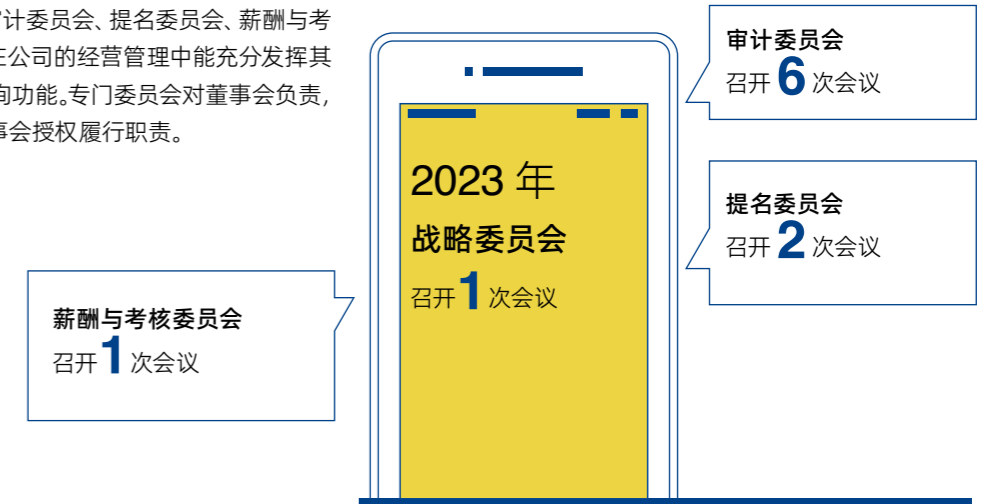 审计委员会、提名委员会、薪酬与考
在公司的经营管理中能充分发挥其
询功能。专门委员会对董事会负责,
事会授权履行职责。
2023 年
战略委员会
召开1次会议
审计委员会
召开6次会议
提名委员会
召开2次会议
薪酬与考核委员会
召开1次会议